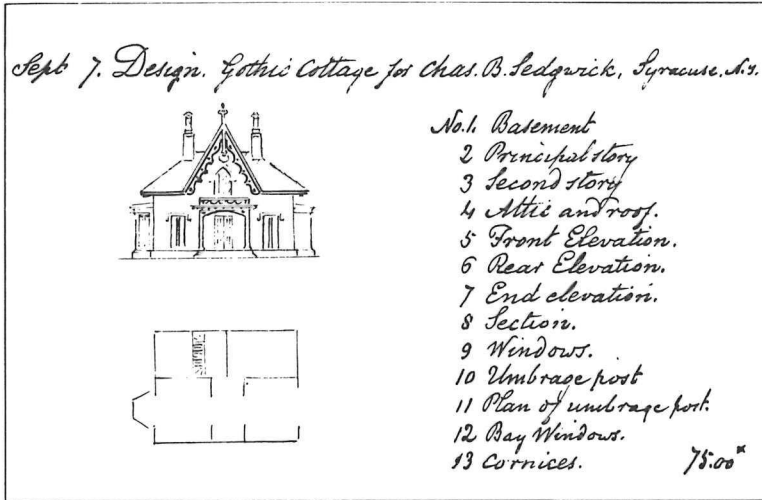 Sept 7. Design. Gothic Cottage for Chas. B. Sedgwick, Syracuse. N.Y.
No. 1. Basement
2 Principal story
3 Second story
4 Attic and roof.
5 Front Elevation.
6 Rear Elevation.
7 End elevation.
8 Section.
9 Windows.
10 Umbrage post
11 Plan of umbrage post.
12 Bay Windows.
13 Cornices. 75.00 x